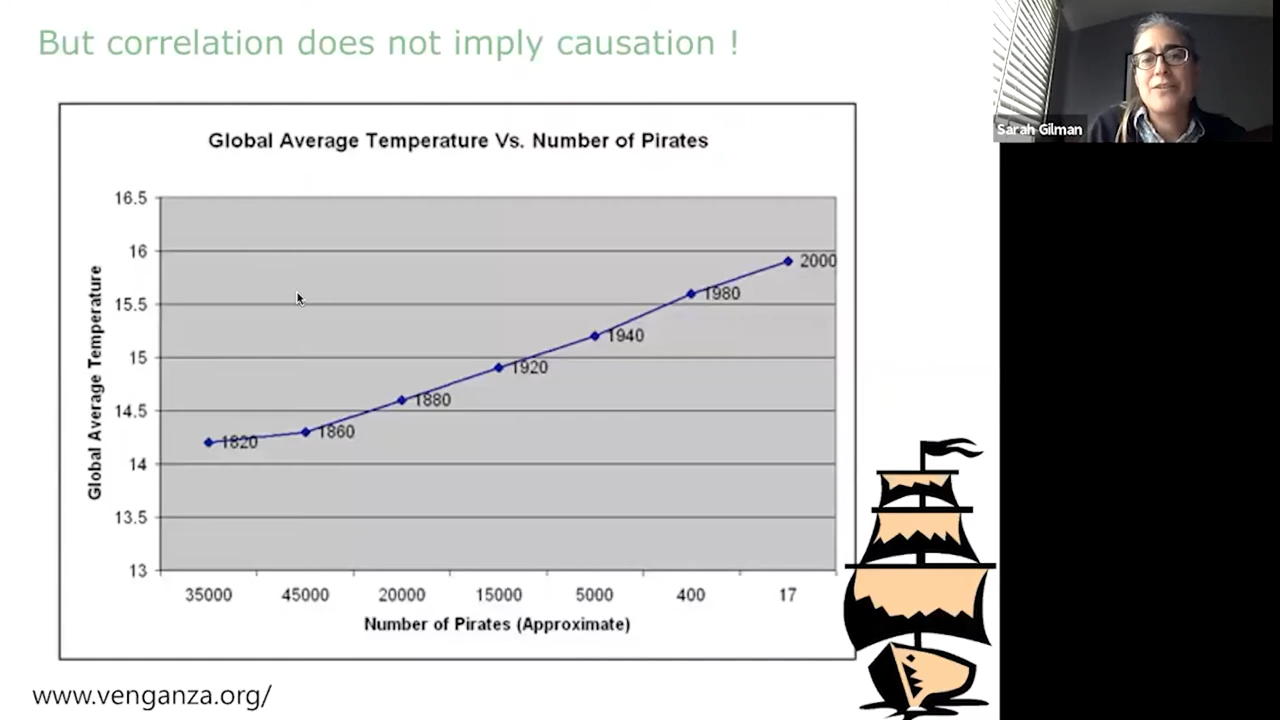 But correlation does not imply causation !
Sarah Gilman
Global Average Temperature Vs. Number of Pirates
Global Average Temperature
16.5
16
15.5
15
14.5
14
13.5
13
1820
1860
1880
1920
1940
1980
2000
35000 45000 20000 15000 5000 400 17
Number of Pirates (Approximate)
www.venganza.org/